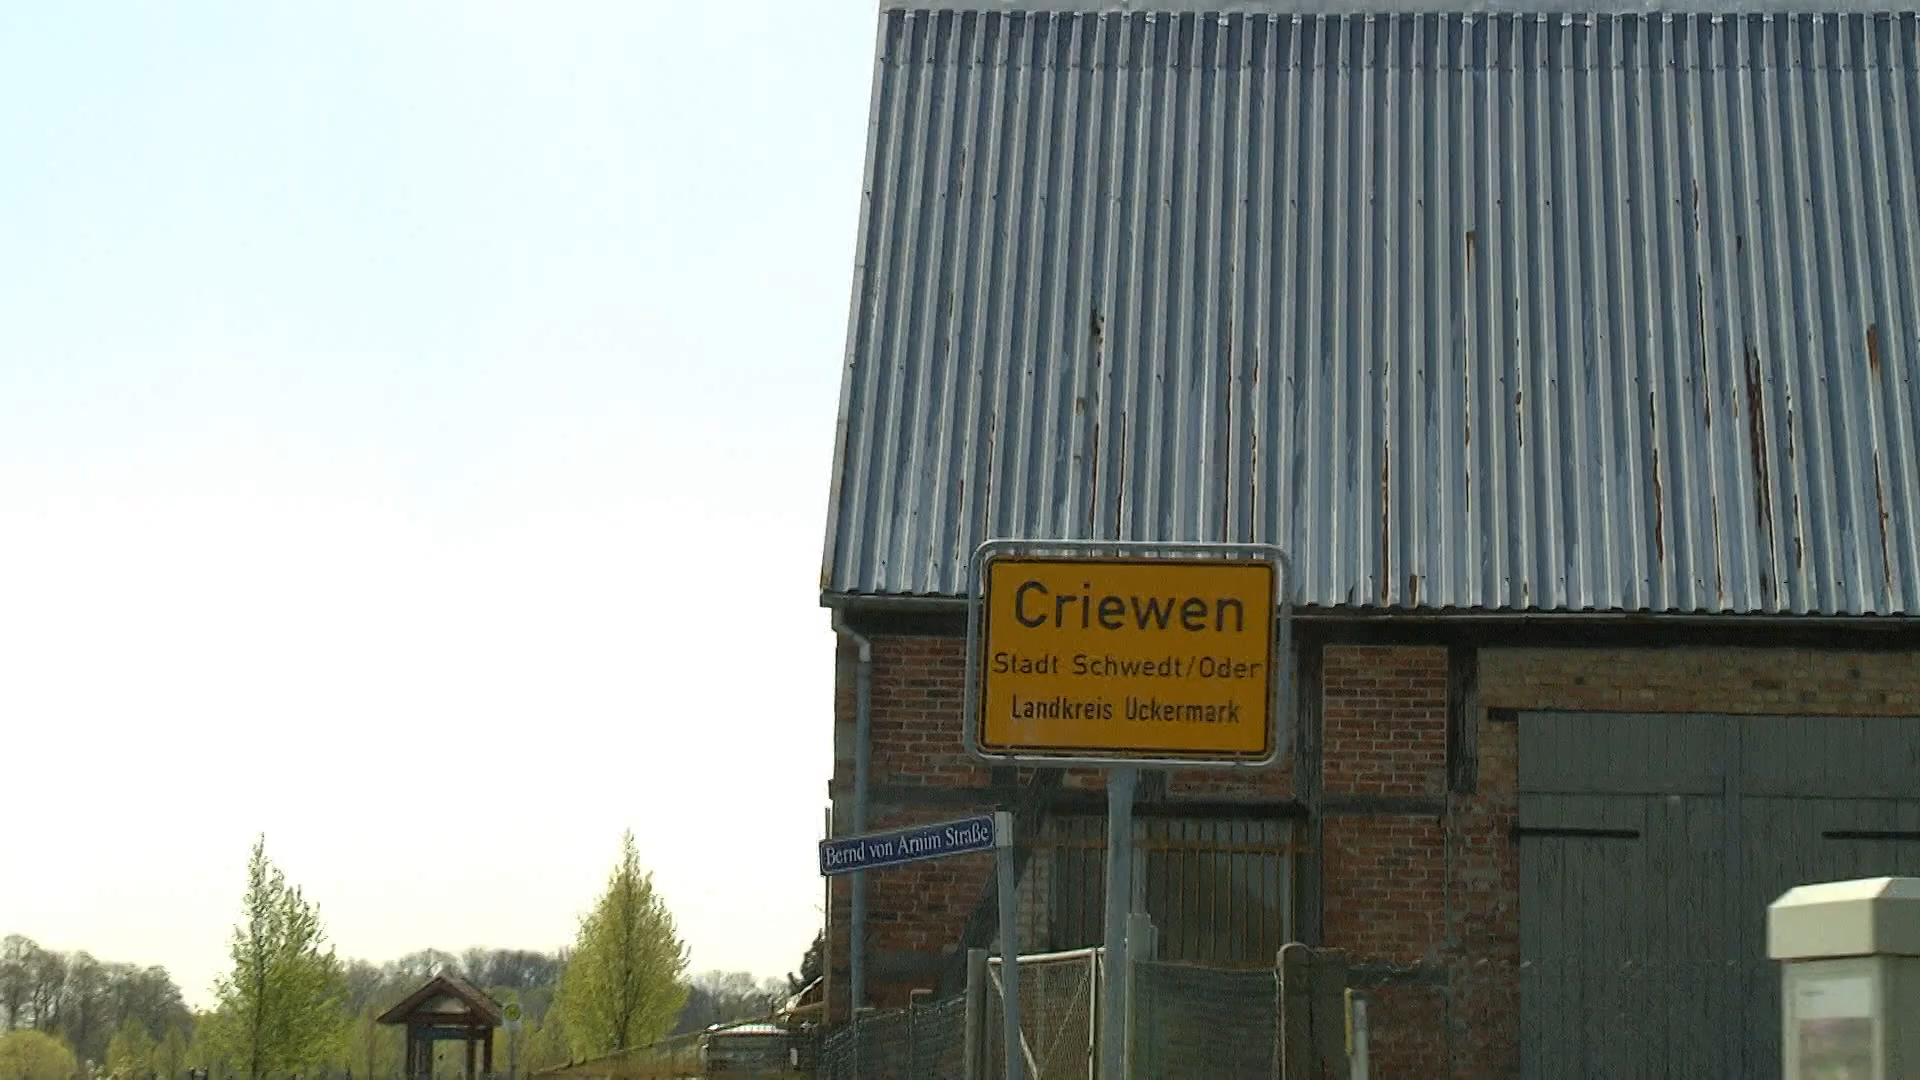 Criewen
Stadt Schwedt/Oder
Landkreis Uckermark
Bernd von Arnim Straße